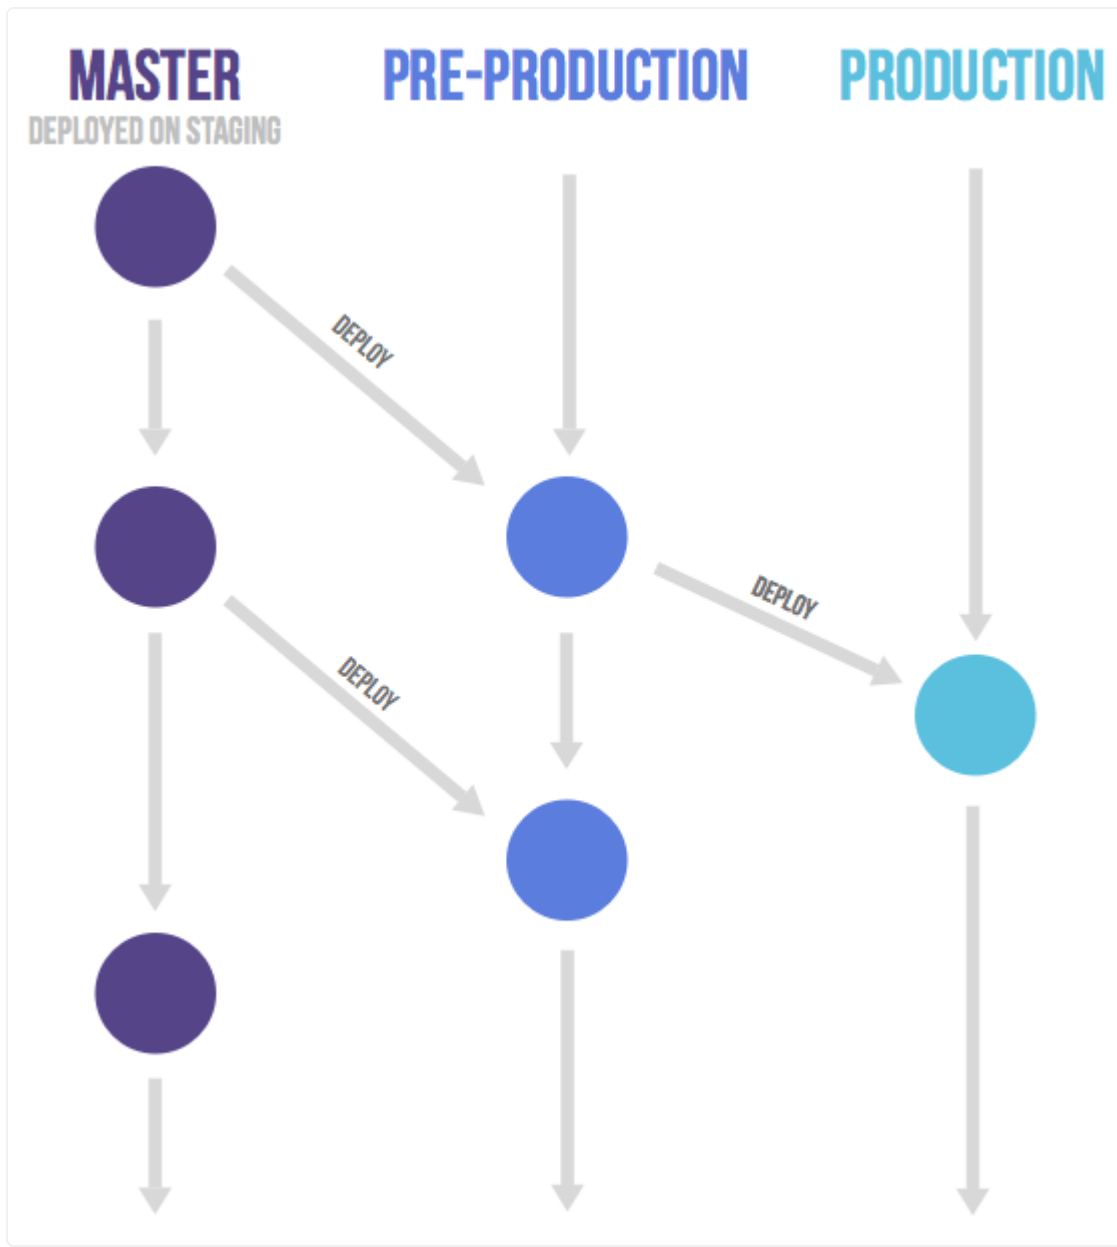 MASTER
DEPLOYED ON STAGING
PRE-PRODUCTION
PRODUCTION
DEPLOY
DEPLOY
DEPLOY